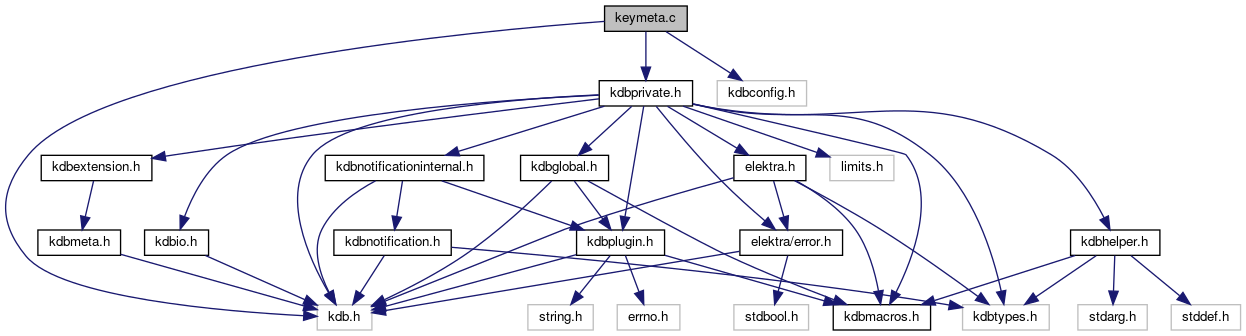 keymeta.c
kdbprivate.h
kdbconfig.h
kdbextension.h
kdbnotificationinternal.h
kdbglobal.h
elektra.h
limits.h
kdbmeta.h
kdbio.h
kdbnotification.h
kdbplugin.h
elektra/error.h
kdbhelper.h
kdb.h
string.h
errno.h
stdbool.h
kdbmacros.h
kdbtypes.h
stdarg.h
stddef.h